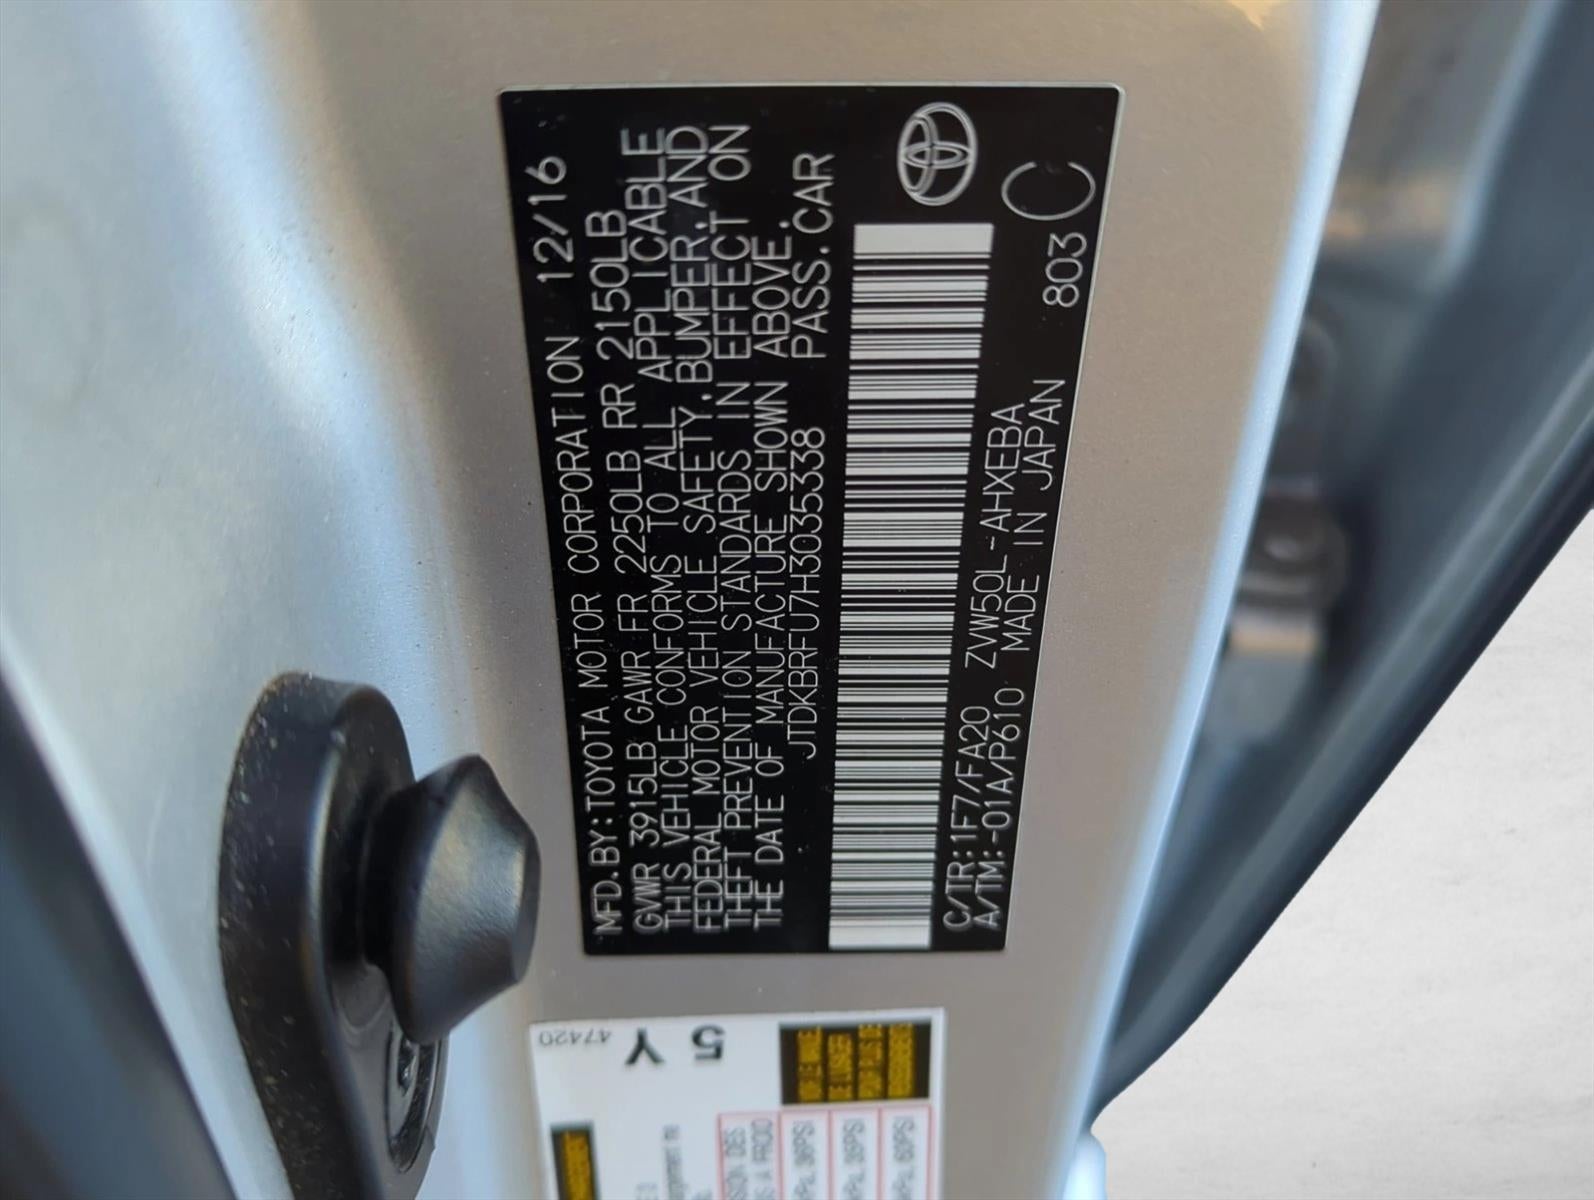 MFD.BY:TOYOTA MOTOR CORPORATION 12/16
GVWR 3915LB GAWR FR 2250LB RR 2150LB
THIS VEHICLE CONFORMS TO ALL APPLICABLE
FEDERAL MOTOR VEHICLE SAFETY, BUMPER, AND
THEFT PREVENTION STANDARDS IN EFFECT ON
THE DATE OF MANUFACTURE SHOWN ABOVE.
JTDKBRFU7H3035338 PASS.CAR
C/TR:1F7/FA20 ZVW50L-AHXEBA
A/TM:-01A/P610 MADE IN JAPAN 803 C
5Y
47420